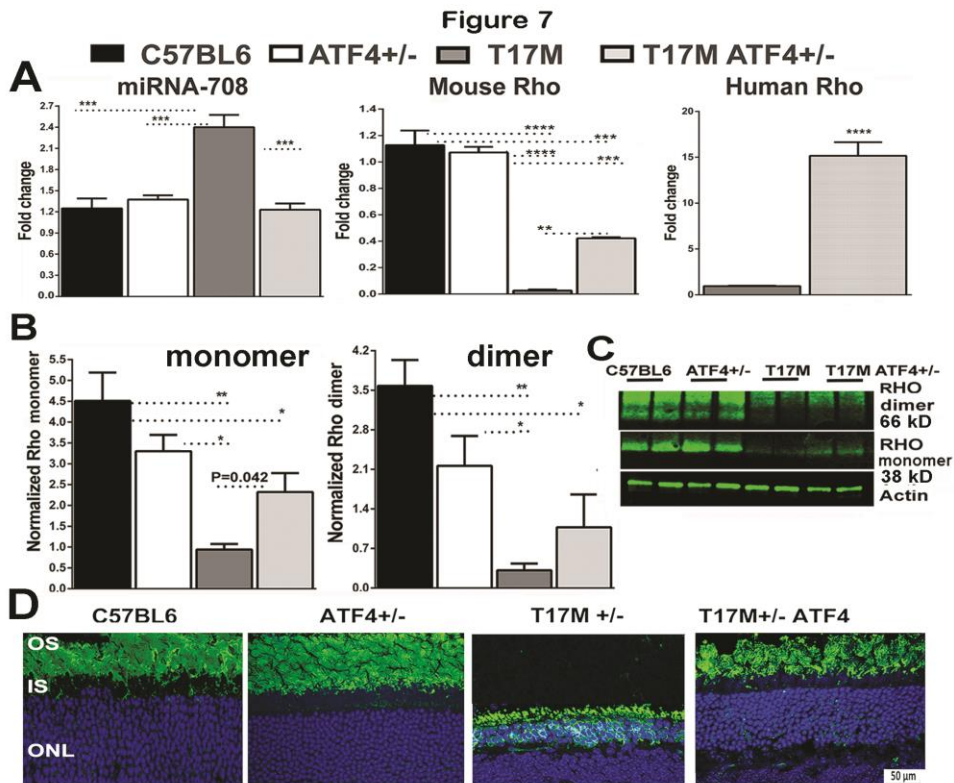 Figure 7
C57BL6 ATF4+/- T17M T17M ATF4+/-
A
miRNA-708 Mouse Rho Human Rho
Fold change
2.7
2.4
2.1
1.8
1.5
1.2
0.9
0.6
0.3
0.0
***
***
***
Fold change
1.4
1.2
1.0
0.8
0.6
0.4
0.2
0.0
****
***
****
***
**
Fold change
20
15
10
5
0
****
B
monomer
Normalized Rho monomer
5.5
5.0
4.5
4.0
3.5
3.0
2.5
2.0
1.5
1.0
0.5
0.0
**
*
*
P=0.042
dimer
Normalized Rho dimer
4.2
3.6
2.8
2.1
1.4
0.7
0.0
**
*
*
C
C57BL6 ATF4+/- T17M T17M ATF4+/-
RHO
dimer
66 kD
RHO
monomer
38 kD
Actin
D
C57BL6 ATF4+/- T17M +/- T17M+/- ATF4
OS
IS
ONL
50 µm